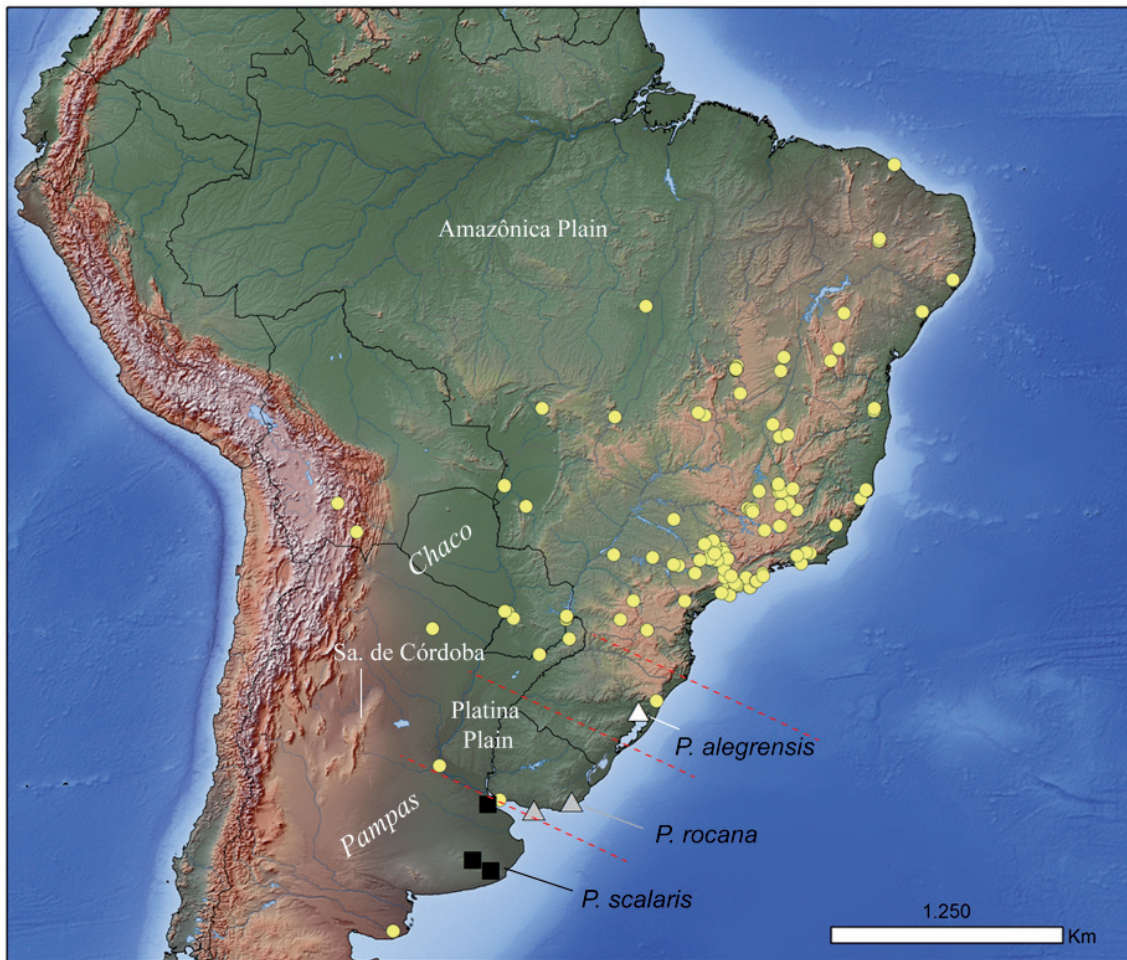 Amazônica Plain
Chaco
Sa. de Córdoba
Platina
Plain
P. alegrensis
Pampas
P. rocana
P. scalaris
1.250
Km